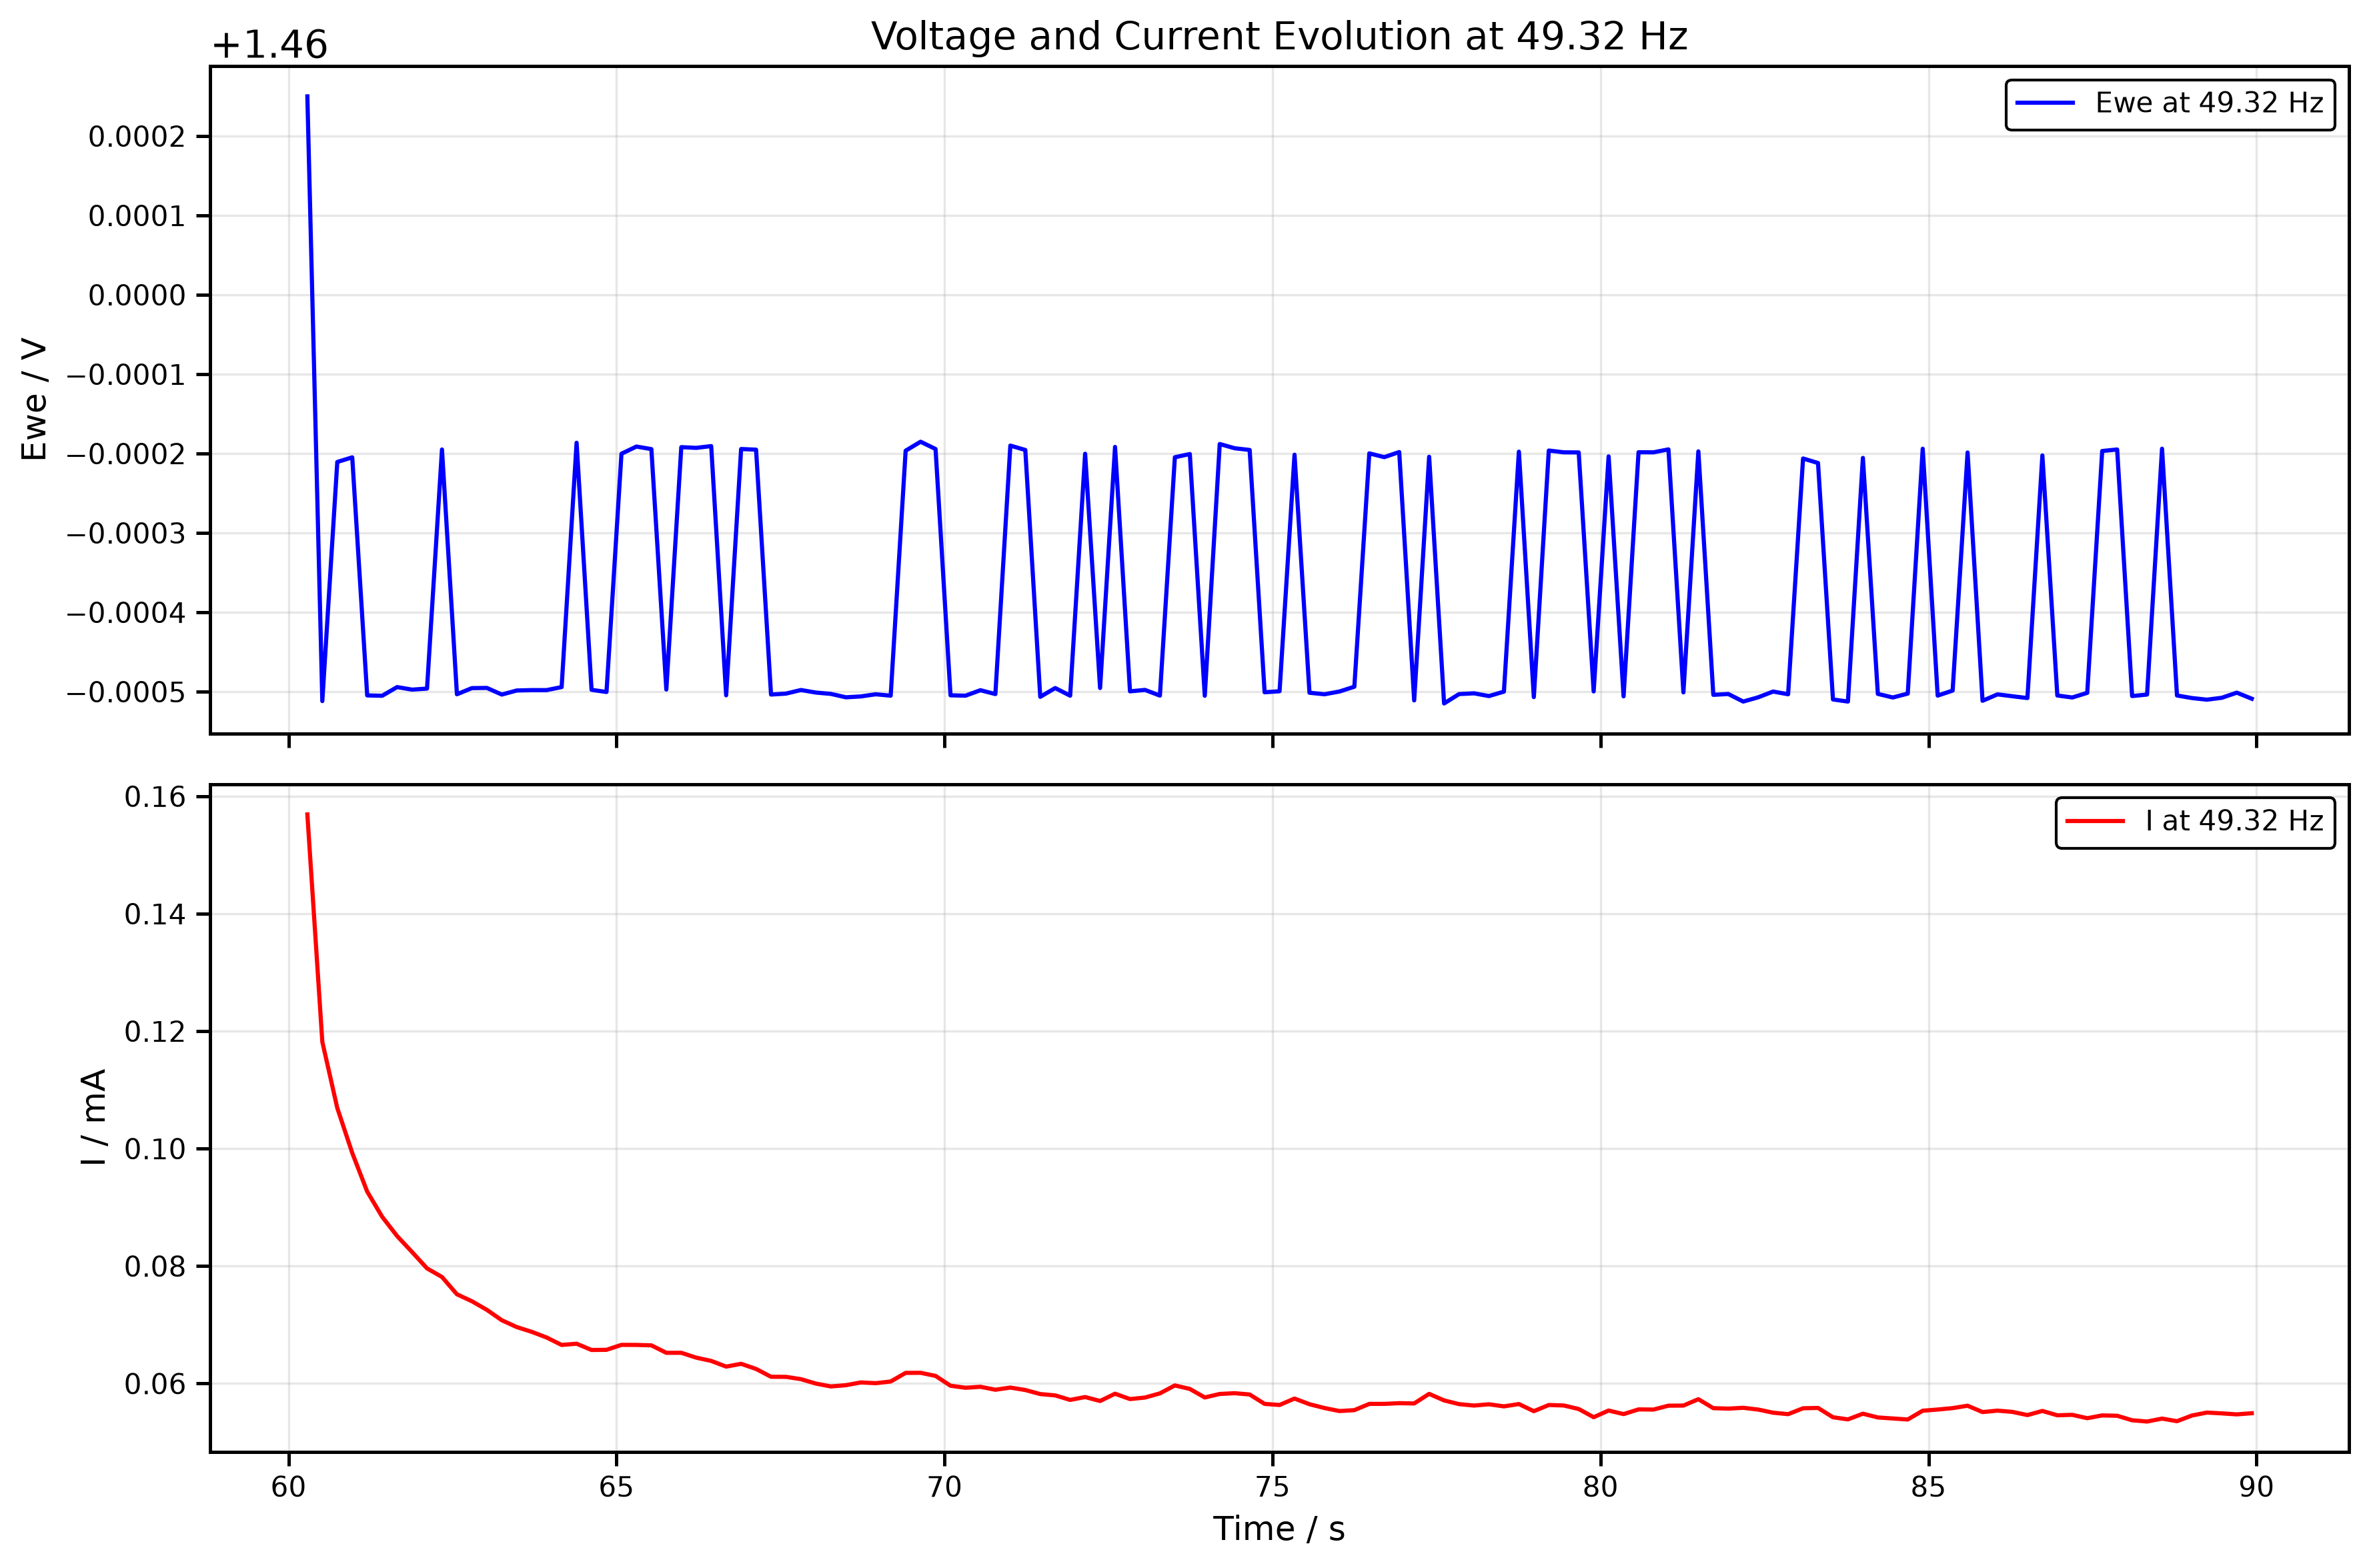 Voltage and Current Evolution at 49.32 Hz
+1.46
Ewe at 49.32 Hz
0.0002
0.0001
0.0000
−0.0001
−0.0002
−0.0003
−0.0004
−0.0005
Ewe / V
I at 49.32 Hz
0.16
0.14
0.12
0.10
0.08
0.06
I / mA
60 65 70 75 80 85 90
Time / s